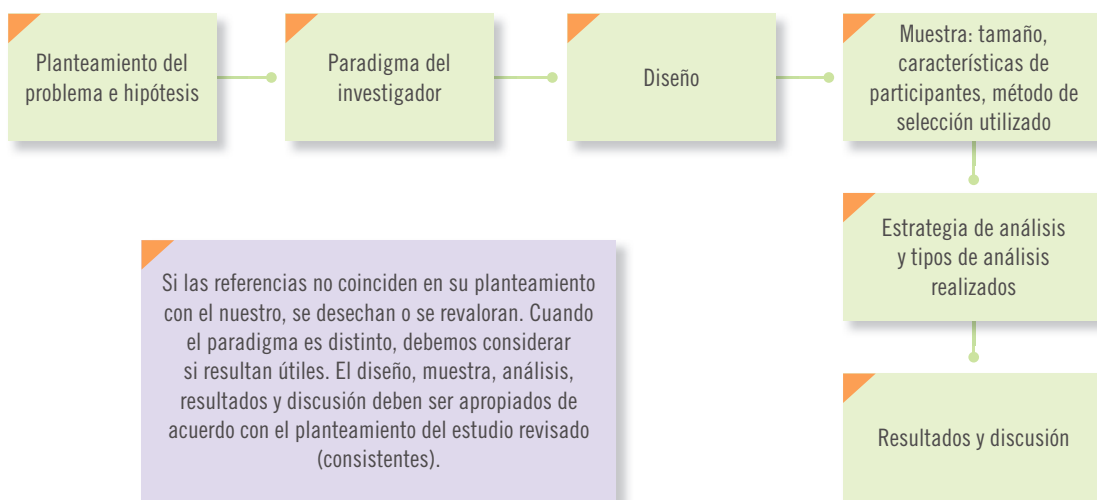 Planteamiento del
problema e hipótesis
Paradigma del
investigador
Diseño
Muestra: tamaño,
características de
participantes, método de
selección utilizado
Estrategia de análisis
y tipos de análisis
realizados
Resultados y discusión
Si las referencias no coinciden en su planteamiento
con el nuestro, se desechan o se revaloran. Cuando
el paradigma es distinto, debemos considerar
si resultan útiles. El diseño, muestra, análisis,
resultados y discusión deben ser apropiados de
acuerdo con el planteamiento del estudio revisado
(consistentes).